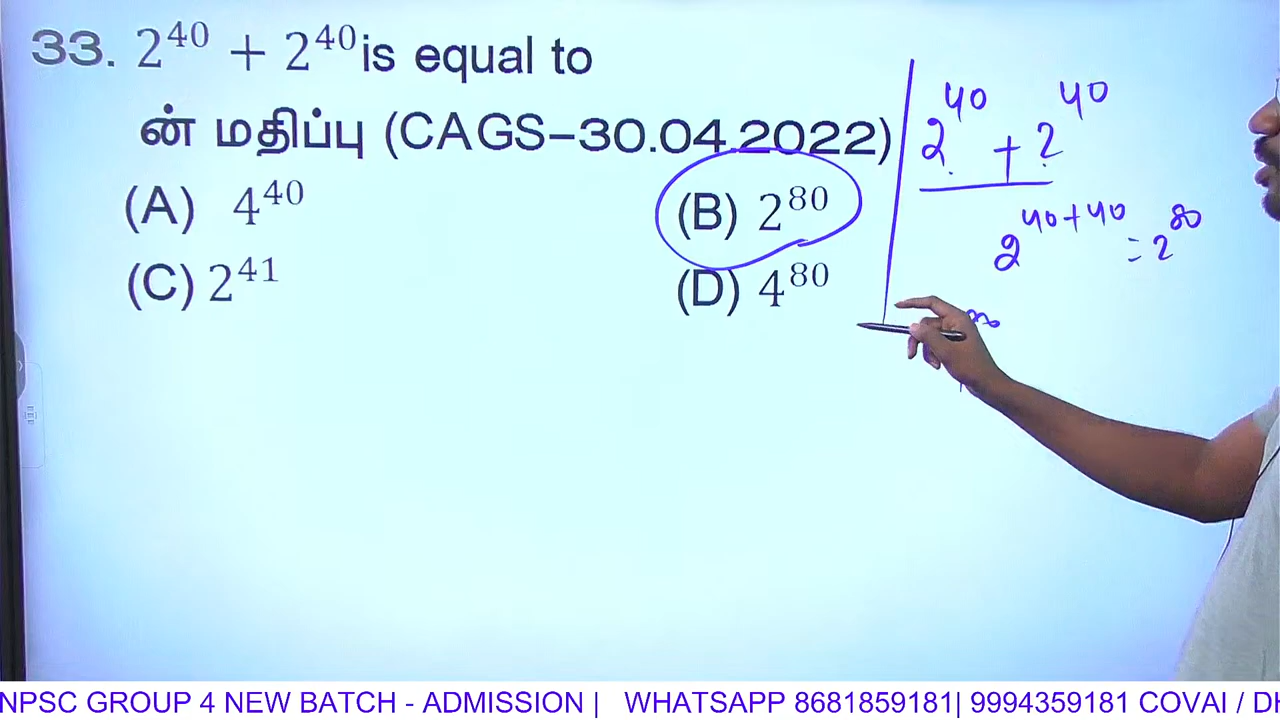 33. 2^40 + 2^40 is equal to
ன் மதிப்பு (CAGS–30.04.2022)
(A) 4^40
(B) 2^80
(C) 2^41
(D) 4^80
2^40 + 2^40
2^40+40 = 2^80
NPSC GROUP 4 NEW BATCH - ADMISSION | WHATSAPP 8681859181| 9994359181 COVAI / DH